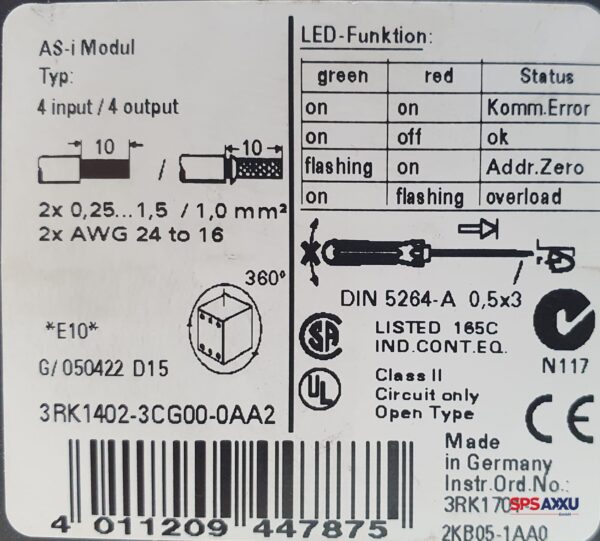 AS-i Modul
Typ:
4 input / 4 output
10 / 10
2x 0,25...1,5 / 1,0 mm²
2x AWG 24 to 16
360°
*E10*
G/ 050422 D15
3RK1402-3CG00-0AA2
4 011209 447875
LED-Funktion:
green red Status
on on Komm.Error
on off ok
flashing on Addr.Zero
on flashing overload
DIN 5264-A 0,5x3
SA LISTED 165C
IND.CONT.EQ.
N117
UL Class II
Circuit only
Open Type
CE
Made
in Germany
Instr.Ord.No.:
3RK170
SPSAXXU
2KB05-1AA0